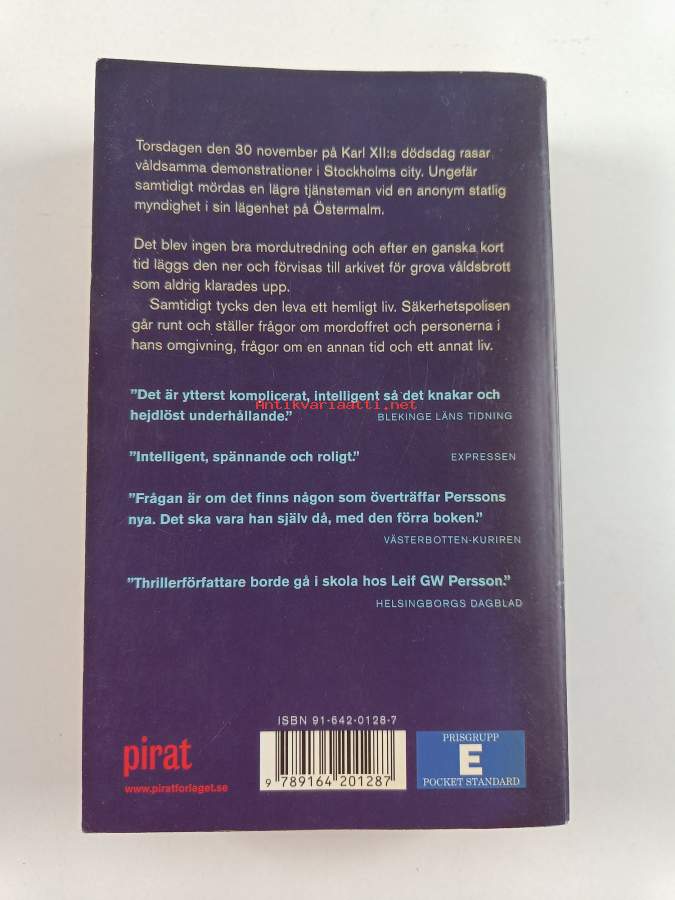 Torsdagen den 30 november på Karl XII:s dödsdag rasar
våldsamma demonstrationer i Stockholms city. Ungefär
samtidigt mördas en lägre tjänsteman vid en anonym statlig
myndighet i sin lägenhet på Östermalm.
Det blev ingen bra mordutredning och efter en ganska kort
tid läggs den ner och förvisas till arkivet för grova våldsbrott
som aldrig klarades upp.
Samtidigt tycks den leva ett hemligt liv. Säkerhetspolisen
går runt och ställer frågor om mordoffret och personerna i
hans omgivning, frågor om en annan tid och ett annat liv.
”Det är ytterst komplicerat, intelligent så det knakar och
Antikvariaatti.net
hejdlöst underhållande.” BLEKINGE LÄNS TIDNING
”Intelligent, spännande och roligt.” EXPRESSEN
”Frågan är om det finns någon som överträffar Perssons
nya. Det ska vara han själv då, med den förra boken.”
VÄSTERBOTTEN-KURIREN
”Thrillerförfattare borde gå i skola hos Leif GW Persson.”
HELSINGBORGS DAGBLAD
ISBN 91-642-0128-7
pirat
www.piratforlaget.se
9 789164 201287
PRISGRUPP
E
POCKET STANDARD